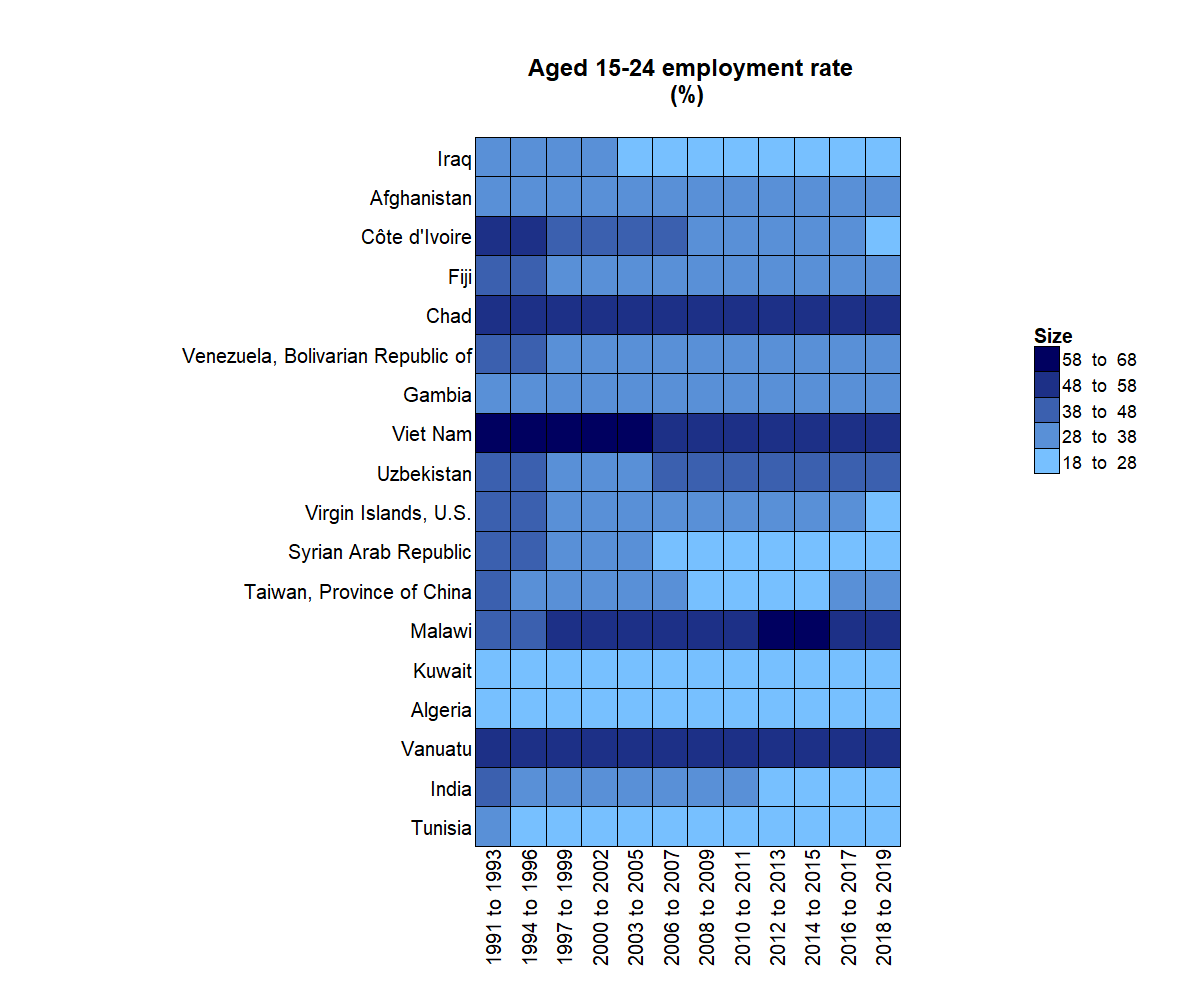 Aged 15-24 employment rate
(%)
Iraq
Afghanistan
Côte d'Ivoire
Fiji
Chad
Venezuela, Bolivarian Republic of
Gambia
Viet Nam
Uzbekistan
Virgin Islands, U.S.
Syrian Arab Republic
Taiwan, Province of China
Malawi
Kuwait
Algeria
Vanuatu
India
Tunisia
1991 to 1993
1994 to 1996
1997 to 1999
2000 to 2002
2003 to 2005
2006 to 2007
2008 to 2009
2010 to 2011
2012 to 2013
2014 to 2015
2016 to 2017
2018 to 2019
Size
58 to 68
48 to 58
38 to 48
28 to 38
18 to 28